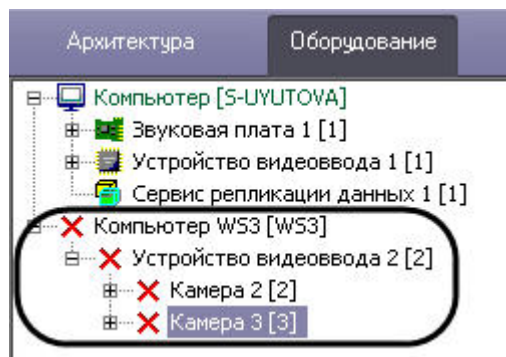 Архитектура Оборудование
Компьютер [S-UYUTOVA]
Звуковая плата 1 [1]
Устройство видеоввода 1 [1]
Сервис репликации данных 1 [1]
Компьютер WS3 [WS3]
Устройство видеоввода 2 [2]
Камера 2 [2]
Камера 3 [3]